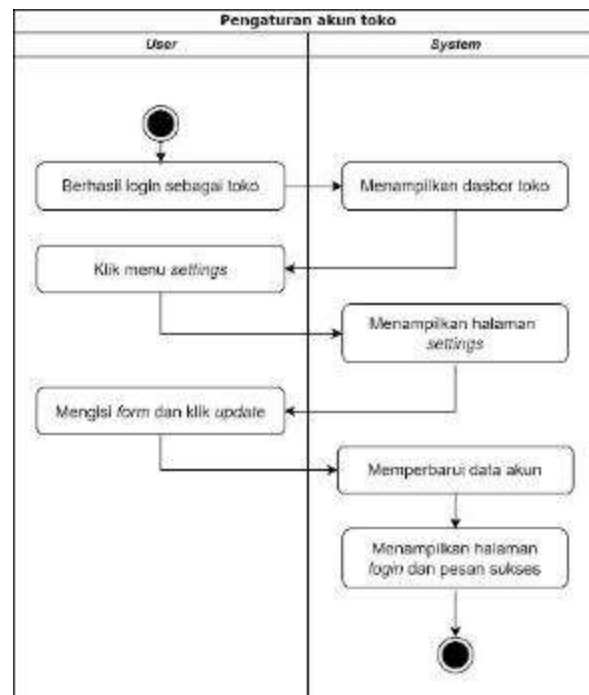 Pengaturan akun toko
User
System
Berhasil login sebagai toko
Menampilkan dasbor toko
Klik menu settings
Menampilkan halaman
settings
Mengisi form dan klik update
Memperbarui data akun
Menampilkan halaman
login dan pesan sukses